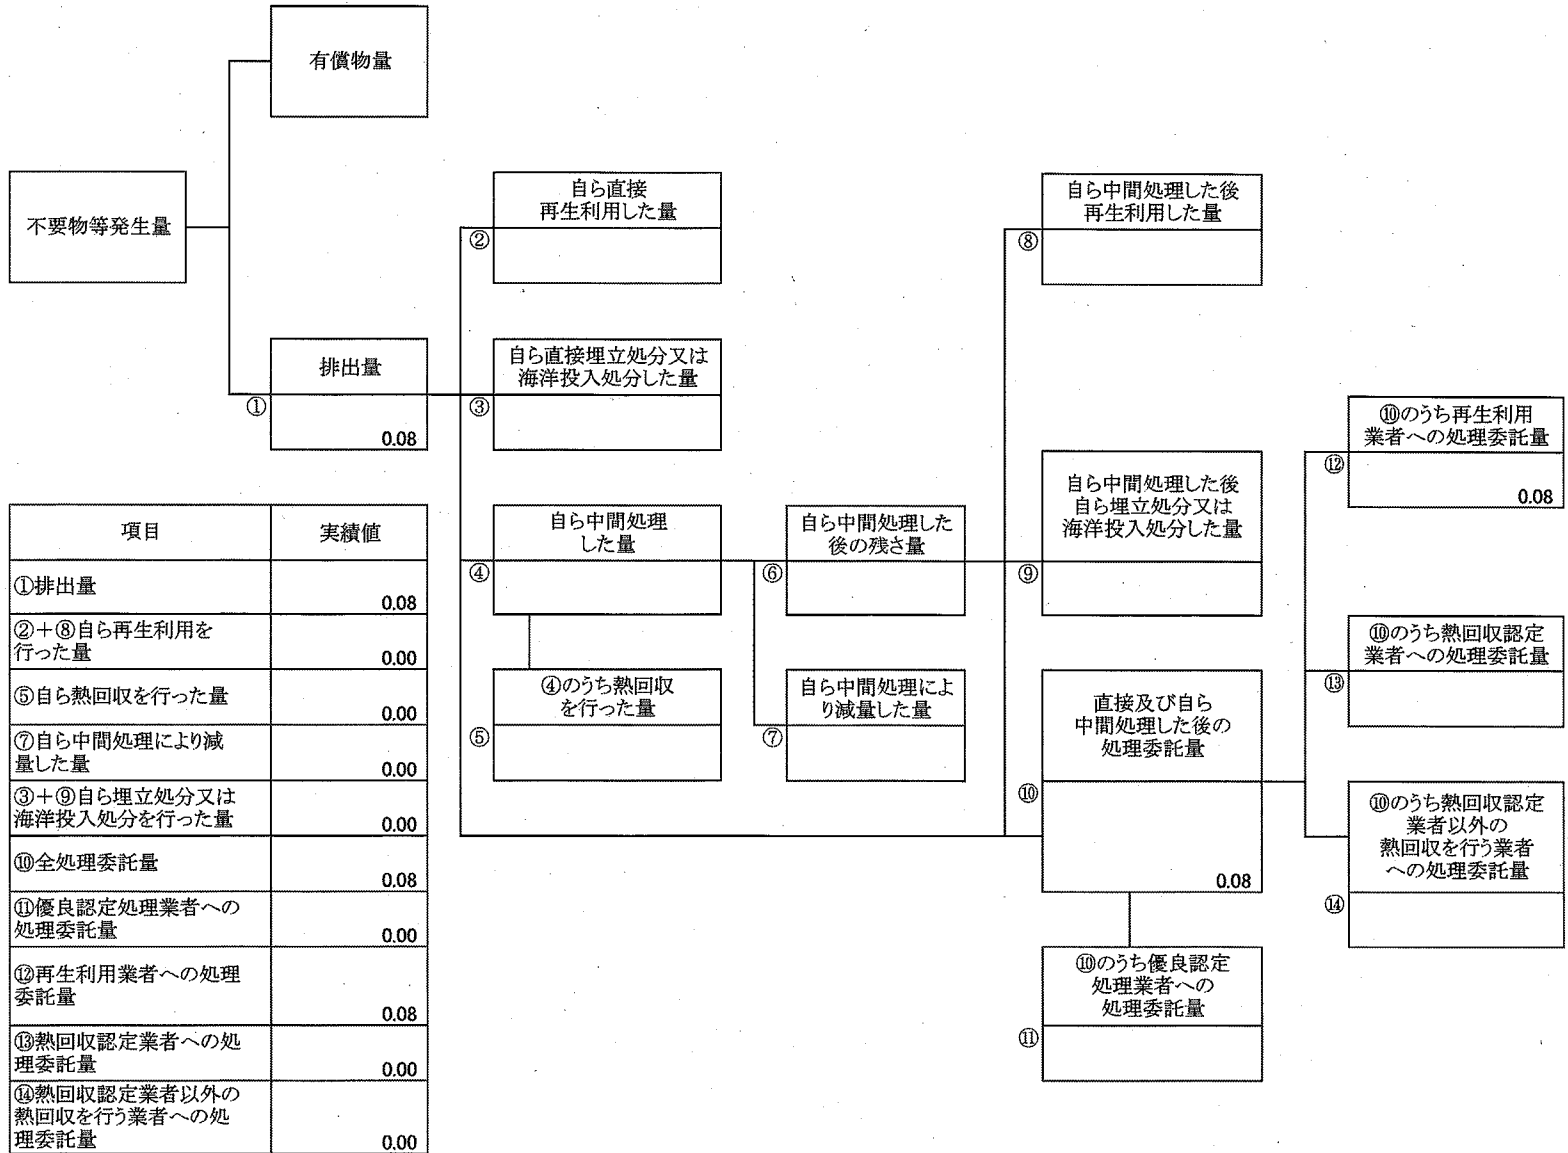 有償物量
不要物等発生量
排出量
①
0.08
自ら直接
再生利用した量
②
自ら直接埋立処分又は
海洋投入処分した量
③
自ら中間処理
した量
④
④のうち熱回収
を行った量
⑤
自ら中間処理した
後の残さ量
⑥
自ら中間処理によ
り減量した量
⑦
自ら中間処理した後
再生利用した量
⑧
自ら中間処理した後
自ら埋立処分又は
海洋投入処分した量
⑨
直接及び自ら
中間処理した後の
処理委託量
⑩
0.08
⑩のうち優良認定
処理業者への
処理委託量
⑪
⑩のうち再生利用
業者への処理委託量
⑫
0.08
⑩のうち熱回収認定
業者への処理委託量
⑬
⑩のうち熱回収認定
業者以外の
熱回収を行う業者
への処理委託量
⑭
項目 実績値
①排出量
0.08
②+⑧自ら再生利用を
行った量
0.00
⑤自ら熱回収を行った量
0.00
⑦自ら中間処理により減
量した量
0.00
③+⑨自ら埋立処分又は
海洋投入処分を行った量
0.00
⑩全処理委託量
0.08
⑪優良認定処理業者への
処理委託量
0.00
⑫再生利用業者への処理
委託量
0.08
⑬熱回収認定業者への処
理委託量
0.00
⑭熱回収認定業者以外の
熱回収を行う業者への処
理委託量
0.00